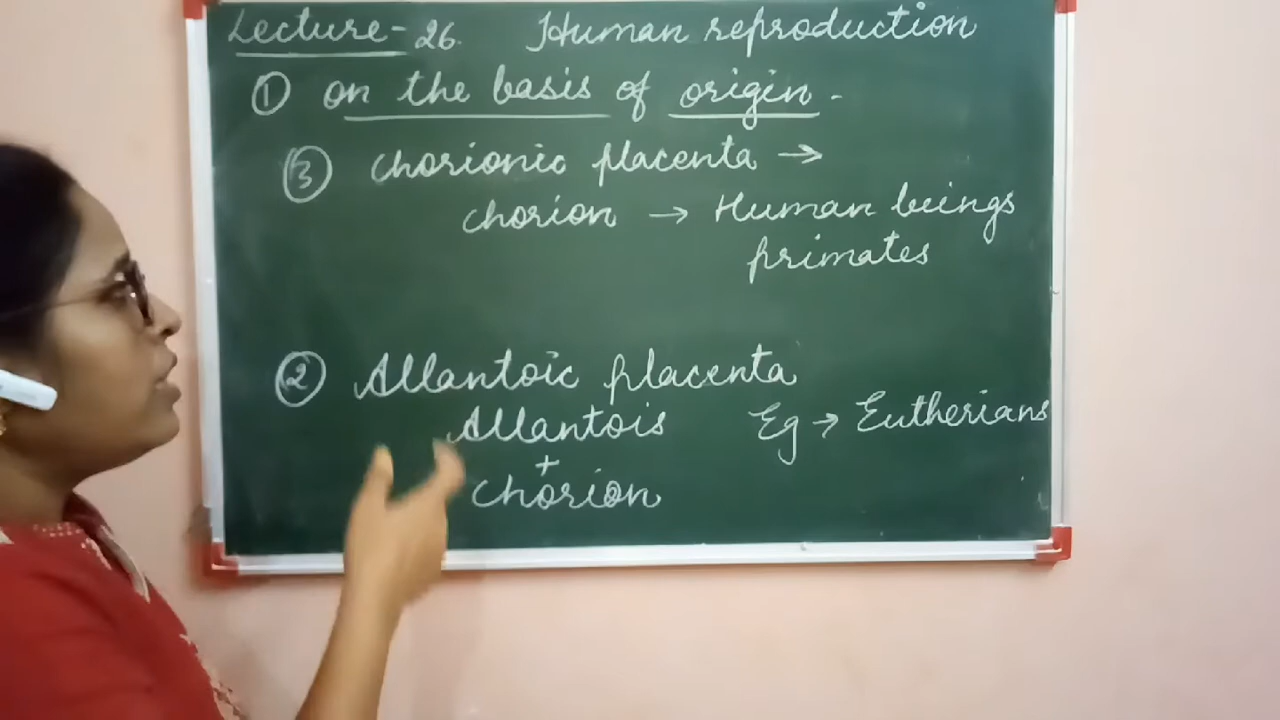 Lecture - 26. Human reproduction
① on the basis of origin -
③ chorionic placenta →
chorion → Human beings
primates
② Allantoic placenta
Allantois Eg → Eutherians
+
chorion